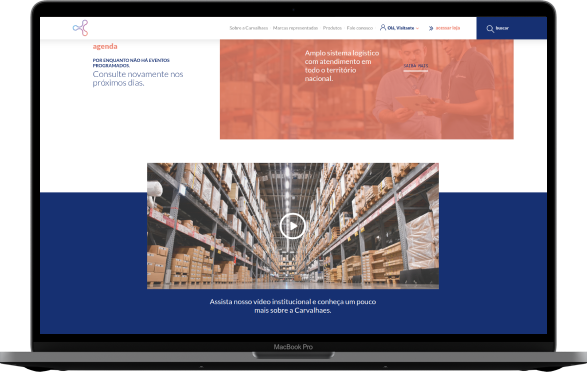 Sobre a Carvalhaes  Marcas representadas  Produtos  Fale conosco  Olá, Visitante  acessar loja  buscar
agenda
POR ENQUANTO NÃO HÁ EVENTOS
PROGRAMADOS.
Consulte novamente nos
próximos dias.
Amplo sistema logístico
com atendimento em
todo o território
nacional.
SAIBA MAIS
Assista nosso vídeo institucional e conheça um pouco
mais sobre a Carvalhaes.
MacBook Pro